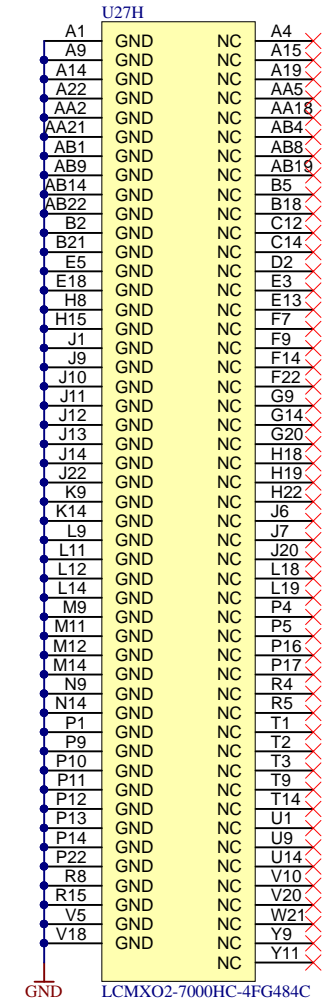 U27H
A1 GND NC A4
A9 GND NC A15
A14 GND NC A19
A22 GND NC AA5
AA2 GND NC AA18
AA21 GND NC AB4
AB1 GND NC AB8
AB9 GND NC AB19
AB14 GND NC B5
AB22 GND NC B18
B2 GND NC C12
B21 GND NC C14
E5 GND NC D2
E18 GND NC E3
H8 GND NC E13
H15 GND NC F7
J1 GND NC F9
J9 GND NC F14
J10 GND NC F22
J11 GND NC G9
J12 GND NC G14
J13 GND NC G20
J14 GND NC H18
J22 GND NC H19
K9 GND NC H22
K14 GND NC J6
L9 GND NC J7
L11 GND NC J20
L12 GND NC L18
L14 GND NC L19
M9 GND NC P4
M11 GND NC P5
M12 GND NC P16
M14 GND NC P17
N9 GND NC R4
N14 GND NC R5
P1 GND NC T1
P9 GND NC T2
P10 GND NC T3
P11 GND NC T9
P12 GND NC T14
P13 GND NC U1
P14 GND NC U9
P22 GND NC U14
R8 GND NC V10
R15 GND NC V20
V5 GND NC W21
V18 GND NC Y9
NC Y11
GND LCMXO2-7000HC-4FG484C